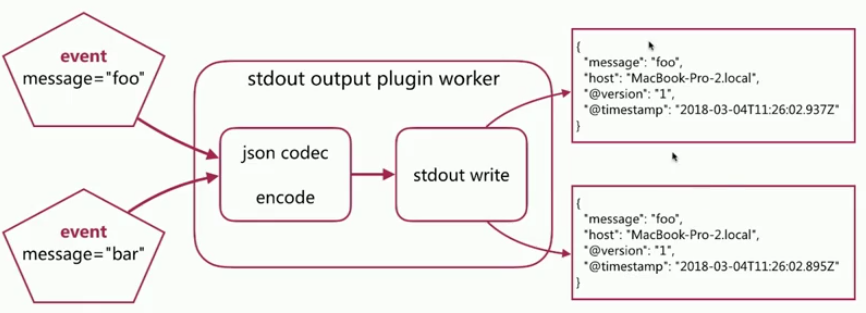 event
message="foo"
event
message="bar"
stdout output plugin worker
json codec
encode
stdout write
{
"message": "foo",
"host": "MacBook-Pro-2.local",
"@version": "1",
"@timestamp": "2018-03-04T11:26:02.937Z"
}
{
"message": "foo",
"host": "MacBook-Pro-2.local",
"@version": "1",
"@timestamp": "2018-03-04T11:26:02.895Z"
}